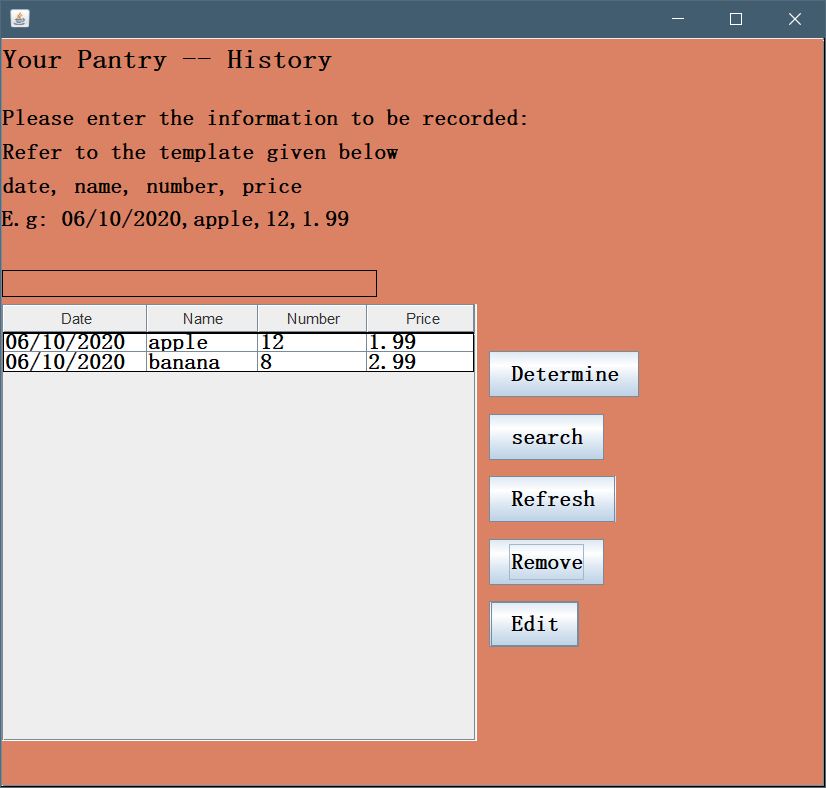 Your Pantry -- History
Please enter the information to be recorded:
Refer to the template given below
date, name, number, price
E.g: 06/10/2020,apple,12,1.99
Date Name Number Price
06/10/2020 apple 12 1.99
06/10/2020 banana 8 2.99
Determine
search
Refresh
Remove
Edit